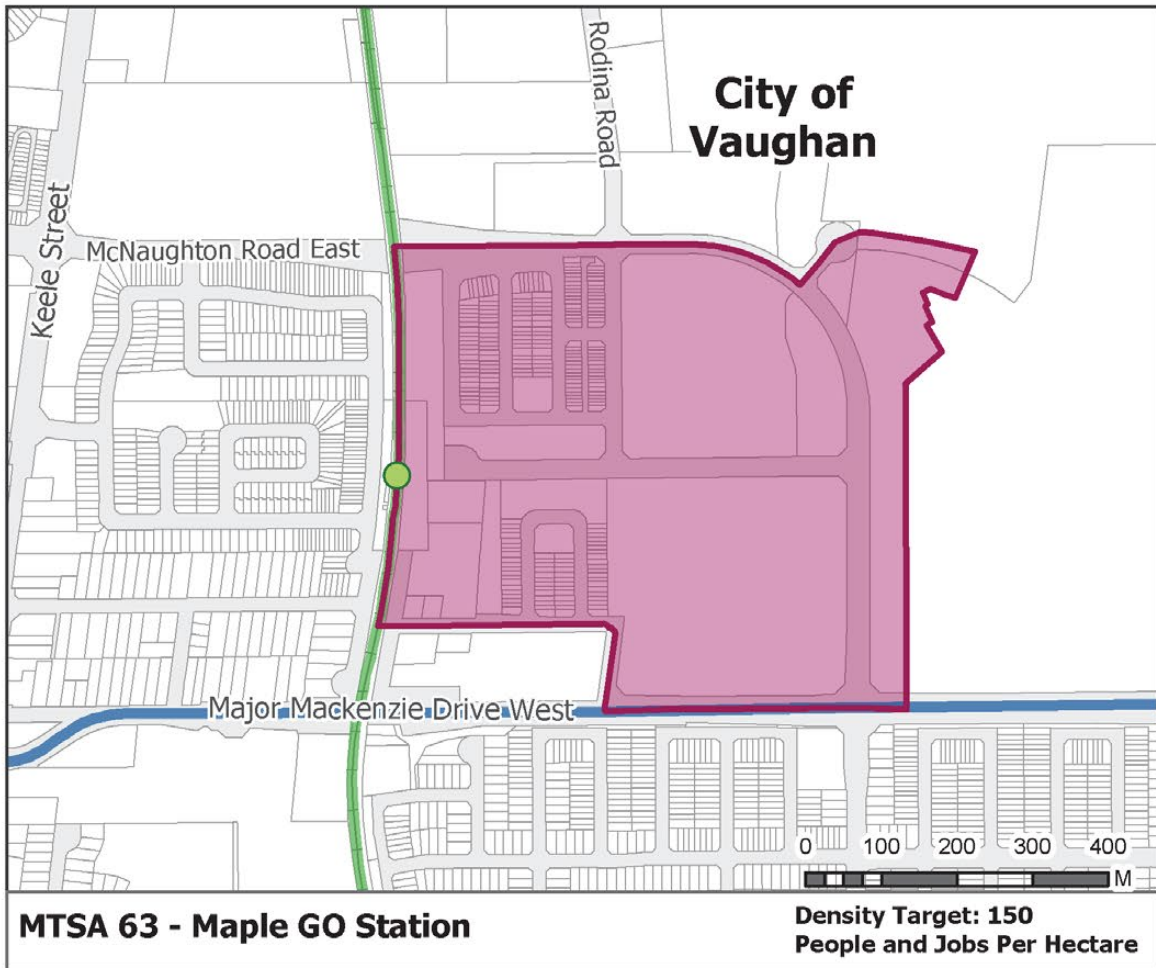 Rodina Road
City of
Vaughan
Keele Street
McNaughton Road East
Major Mackenzie Drive West
0 100 200 300 400
M
MTSA 63 - Maple GO Station
Density Target: 150
People and Jobs Per Hectare